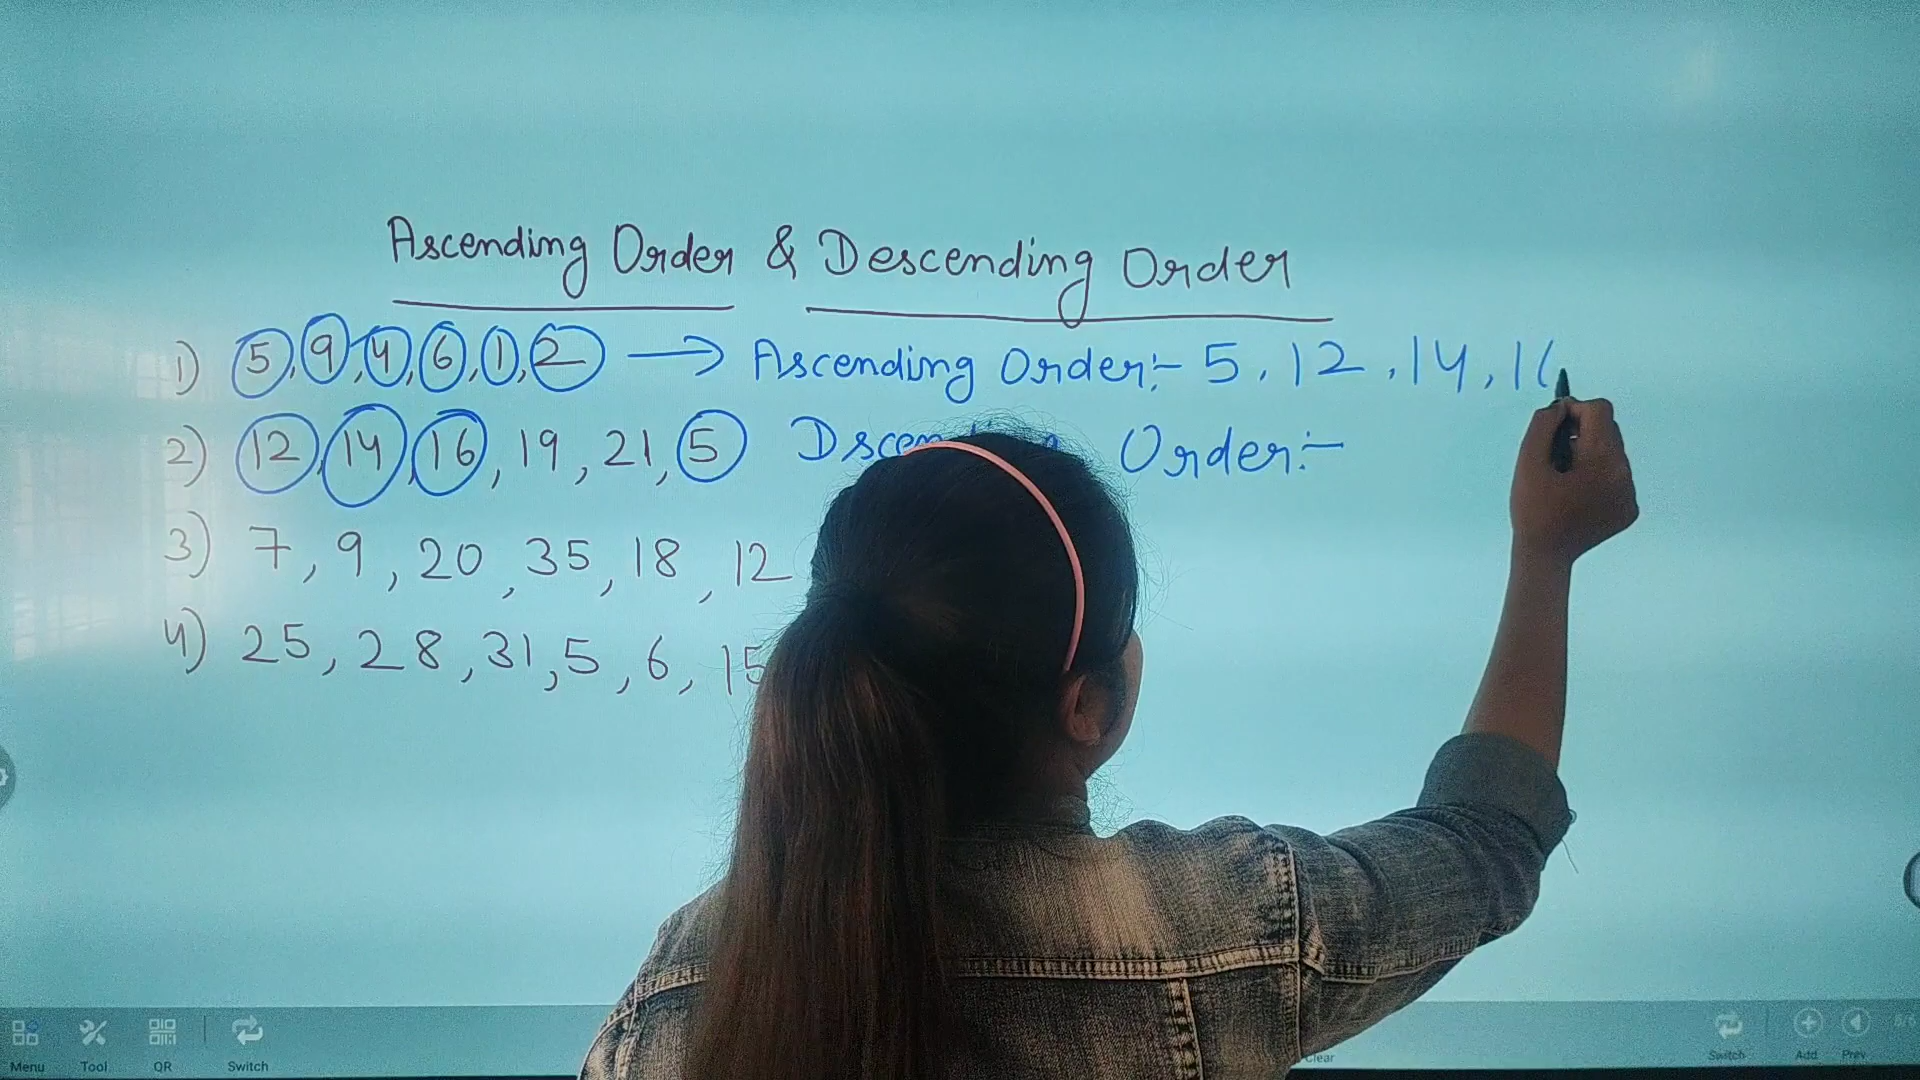 Ascending Order & Descending Order
1) 5, 9, 4, 6, 1, 2 → Ascending Order:- 5, 12, 14, 1
2) 12, 14, 16, 19, 21, 5 Order:-
3) 7, 9, 20, 35, 18, 12
4) 25, 28, 31, 5, 6, 15
Menu Tool QR Switch Clear Switch Add Prev